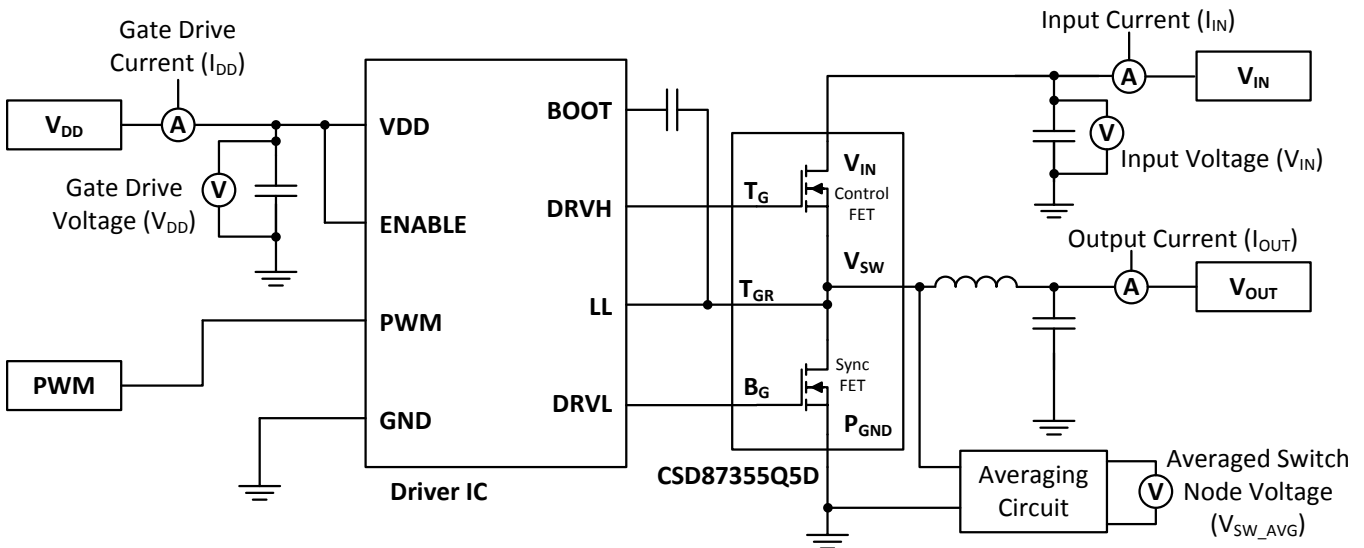 Gate Drive
Current (I_DD)
V_DD
A
V
Gate Drive
Voltage (V_DD)
PWM
VDD
ENABLE
PWM
GND
BOOT
DRVH
LL
DRVL
Driver IC
T_G
T_GR
B_G
V_IN
Control
FET
V_SW
Sync
FET
P_GND
CSD87355Q5D
Input Current (I_IN)
A
V_IN
V
Input Voltage (V_IN)
Output Current (I_OUT)
A
V_OUT
Averaging
Circuit
V
Averaged Switch
Node Voltage
(V_SW_AVG)